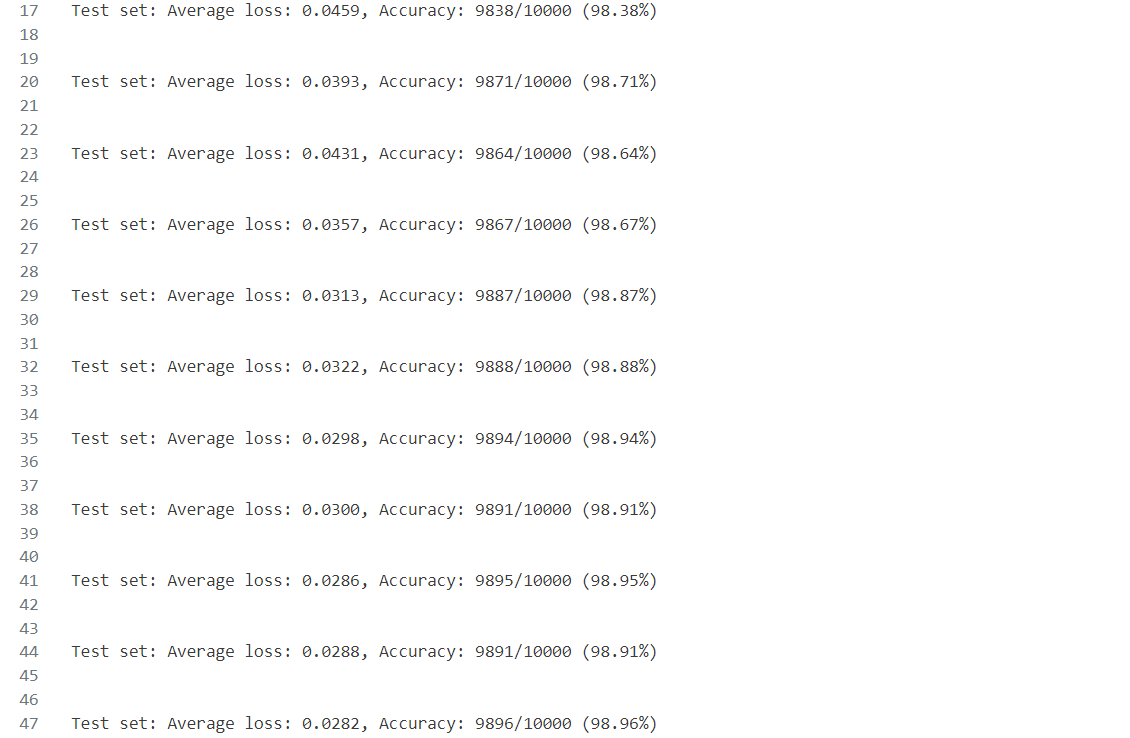 17 Test set: Average loss: 0.0459, Accuracy: 9838/10000 (98.38%)
18
19
20 Test set: Average loss: 0.0393, Accuracy: 9871/10000 (98.71%)
21
22
23 Test set: Average loss: 0.0431, Accuracy: 9864/10000 (98.64%)
24
25
26 Test set: Average loss: 0.0357, Accuracy: 9867/10000 (98.67%)
27
28
29 Test set: Average loss: 0.0313, Accuracy: 9887/10000 (98.87%)
30
31
32 Test set: Average loss: 0.0322, Accuracy: 9888/10000 (98.88%)
33
34
35 Test set: Average loss: 0.0298, Accuracy: 9894/10000 (98.94%)
36
37
38 Test set: Average loss: 0.0300, Accuracy: 9891/10000 (98.91%)
39
40
41 Test set: Average loss: 0.0286, Accuracy: 9895/10000 (98.95%)
42
43
44 Test set: Average loss: 0.0288, Accuracy: 9891/10000 (98.91%)
45
46
47 Test set: Average loss: 0.0282, Accuracy: 9896/10000 (98.96%)